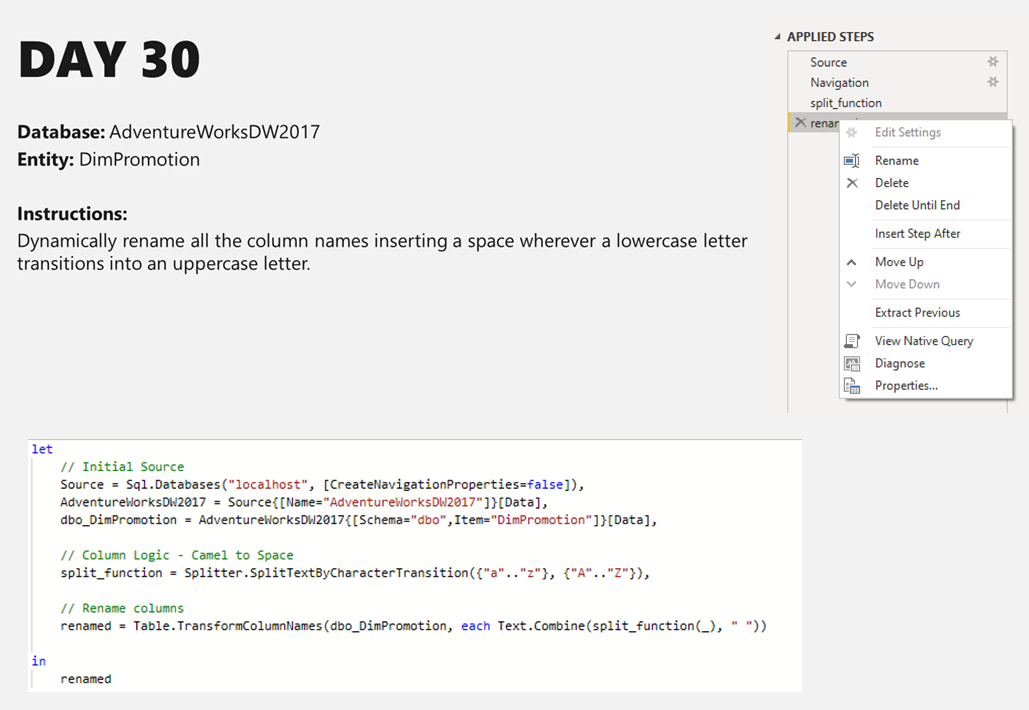 DAY 30
Database: AdventureWorksDW2017
Entity: DimPromotion
Instructions:
Dynamically rename all the column names inserting a space wherever a lowercase letter
transitions into an uppercase letter.
APPLIED STEPS
Source
Navigation
split_function
Edit Settings
Rename
Delete
Delete Until End
Insert Step After
Move Up
Move Down
Extract Previous
View Native Query
Diagnose
Properties...
let
// Initial Source
Source = Sql.Databases("localhost", [CreateNavigationProperties=false]),
AdventureWorksDW2017 = Source{[Name="AdventureWorksDW2017"]}[Data],
dbo_DimPromotion = AdventureWorksDW2017{[Schema="dbo",Item="DimPromotion"]}[Data],
// Column Logic - Camel to Space
split_function = Splitter.SplitTextByCharacterTransition({"a".."z"}, {"A".."Z"}),
// Rename columns
renamed = Table.TransformColumnNames(dbo_DimPromotion, each Text.Combine(split_function(_), " "))
in
renamed